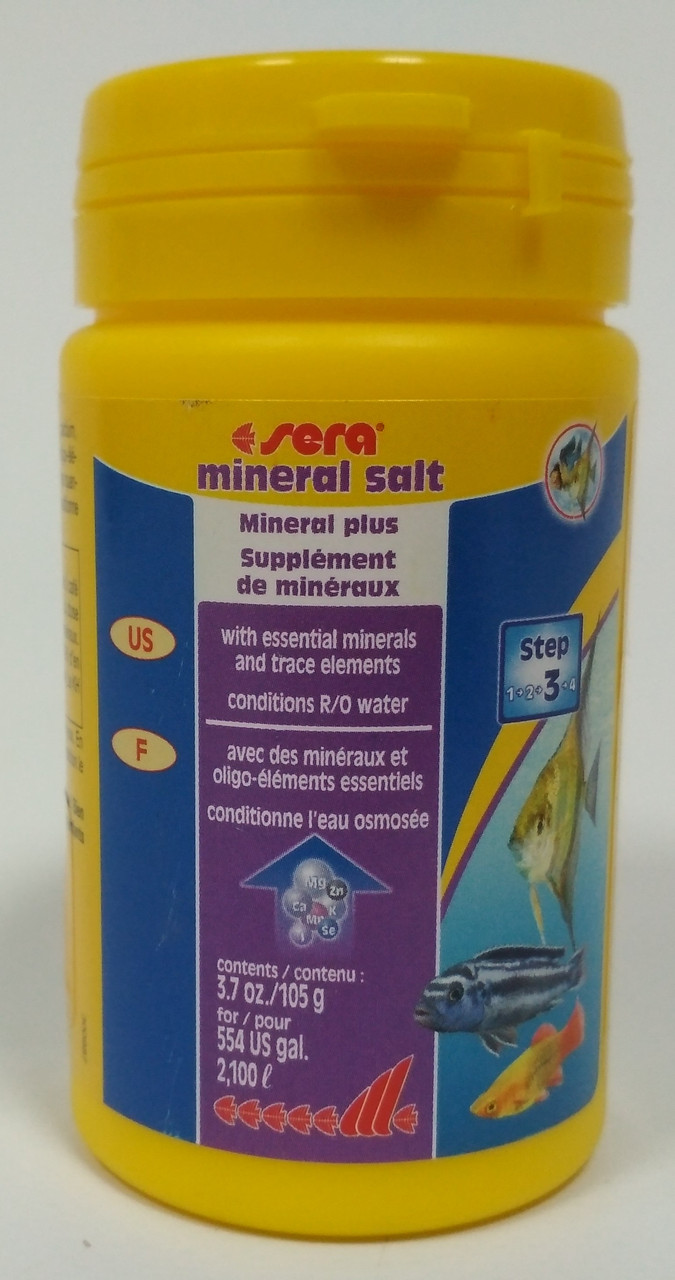 sera®
mineral salt
Mineral plus
Supplément
de minéraux
US
with essential minerals
and trace elements
conditions R/O water
Step
1→2→3→4
F
avec des minéraux et
oligo-éléments essentiels
conditionne l'eau osmosée
Mg
Zn
Ca
Mn
K
I
Se
contents / contenu :
3.7 oz./105 g
for / pour
554 US gal.
2,100 ℓ